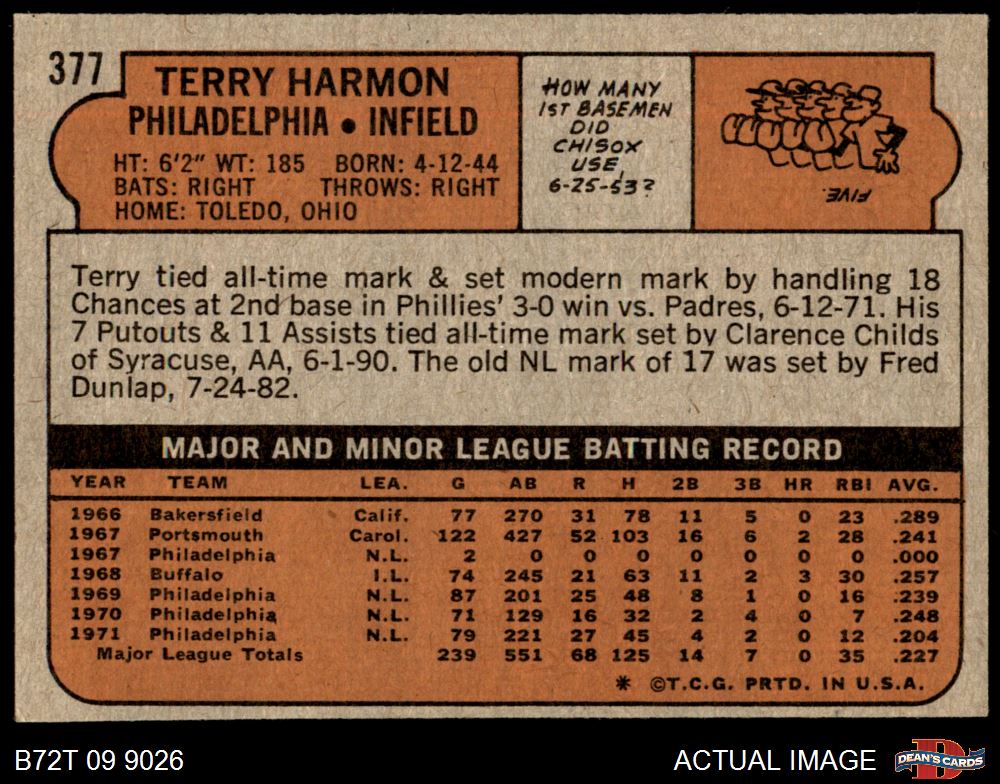 377
TERRY HARMON
PHILADELPHIA • INFIELD
HT: 6'2" WT: 185 BORN: 4-12-44
BATS: RIGHT THROWS: RIGHT
HOME: TOLEDO, OHIO
HOW MANY
1ST BASEMEN
DID
CHISOX
USE,
6-25-53?
FIVE.
Terry tied all-time mark & set modern mark by handling 18
Chances at 2nd base in Phillies' 3-0 win vs. Padres, 6-12-71. His
7 Putouts & 11 Assists tied all-time mark set by Clarence Childs
of Syracuse, AA, 6-1-90. The old NL mark of 17 was set by Fred
Dunlap, 7-24-82.
MAJOR AND MINOR LEAGUE BATTING RECORD
YEAR TEAM LEA. G AB R H 2B 3B HR RBI AVG.
1966 Bakersfield Calif. 77 270 31 78 11 5 0 23 .289
1967 Portsmouth Carol. 122 427 52 103 16 6 2 28 .241
1967 Philadelphia N.L. 2 0 0 0 0 0 0 0 .000
1968 Buffalo I.L. 74 245 21 63 11 2 3 30 .257
1969 Philadelphia N.L. 87 201 25 48 8 1 0 16 .239
1970 Philadelphia N.L. 71 129 16 32 2 4 0 7 .248
1971 Philadelphia N.L. 79 221 27 45 4 2 0 12 .204
Major League Totals 239 551 68 125 14 7 0 35 .227
* ©T.C.G. PRTD. IN U.S.A.
B72T 09 9026
ACTUAL IMAGE
DEAN'S CARDS